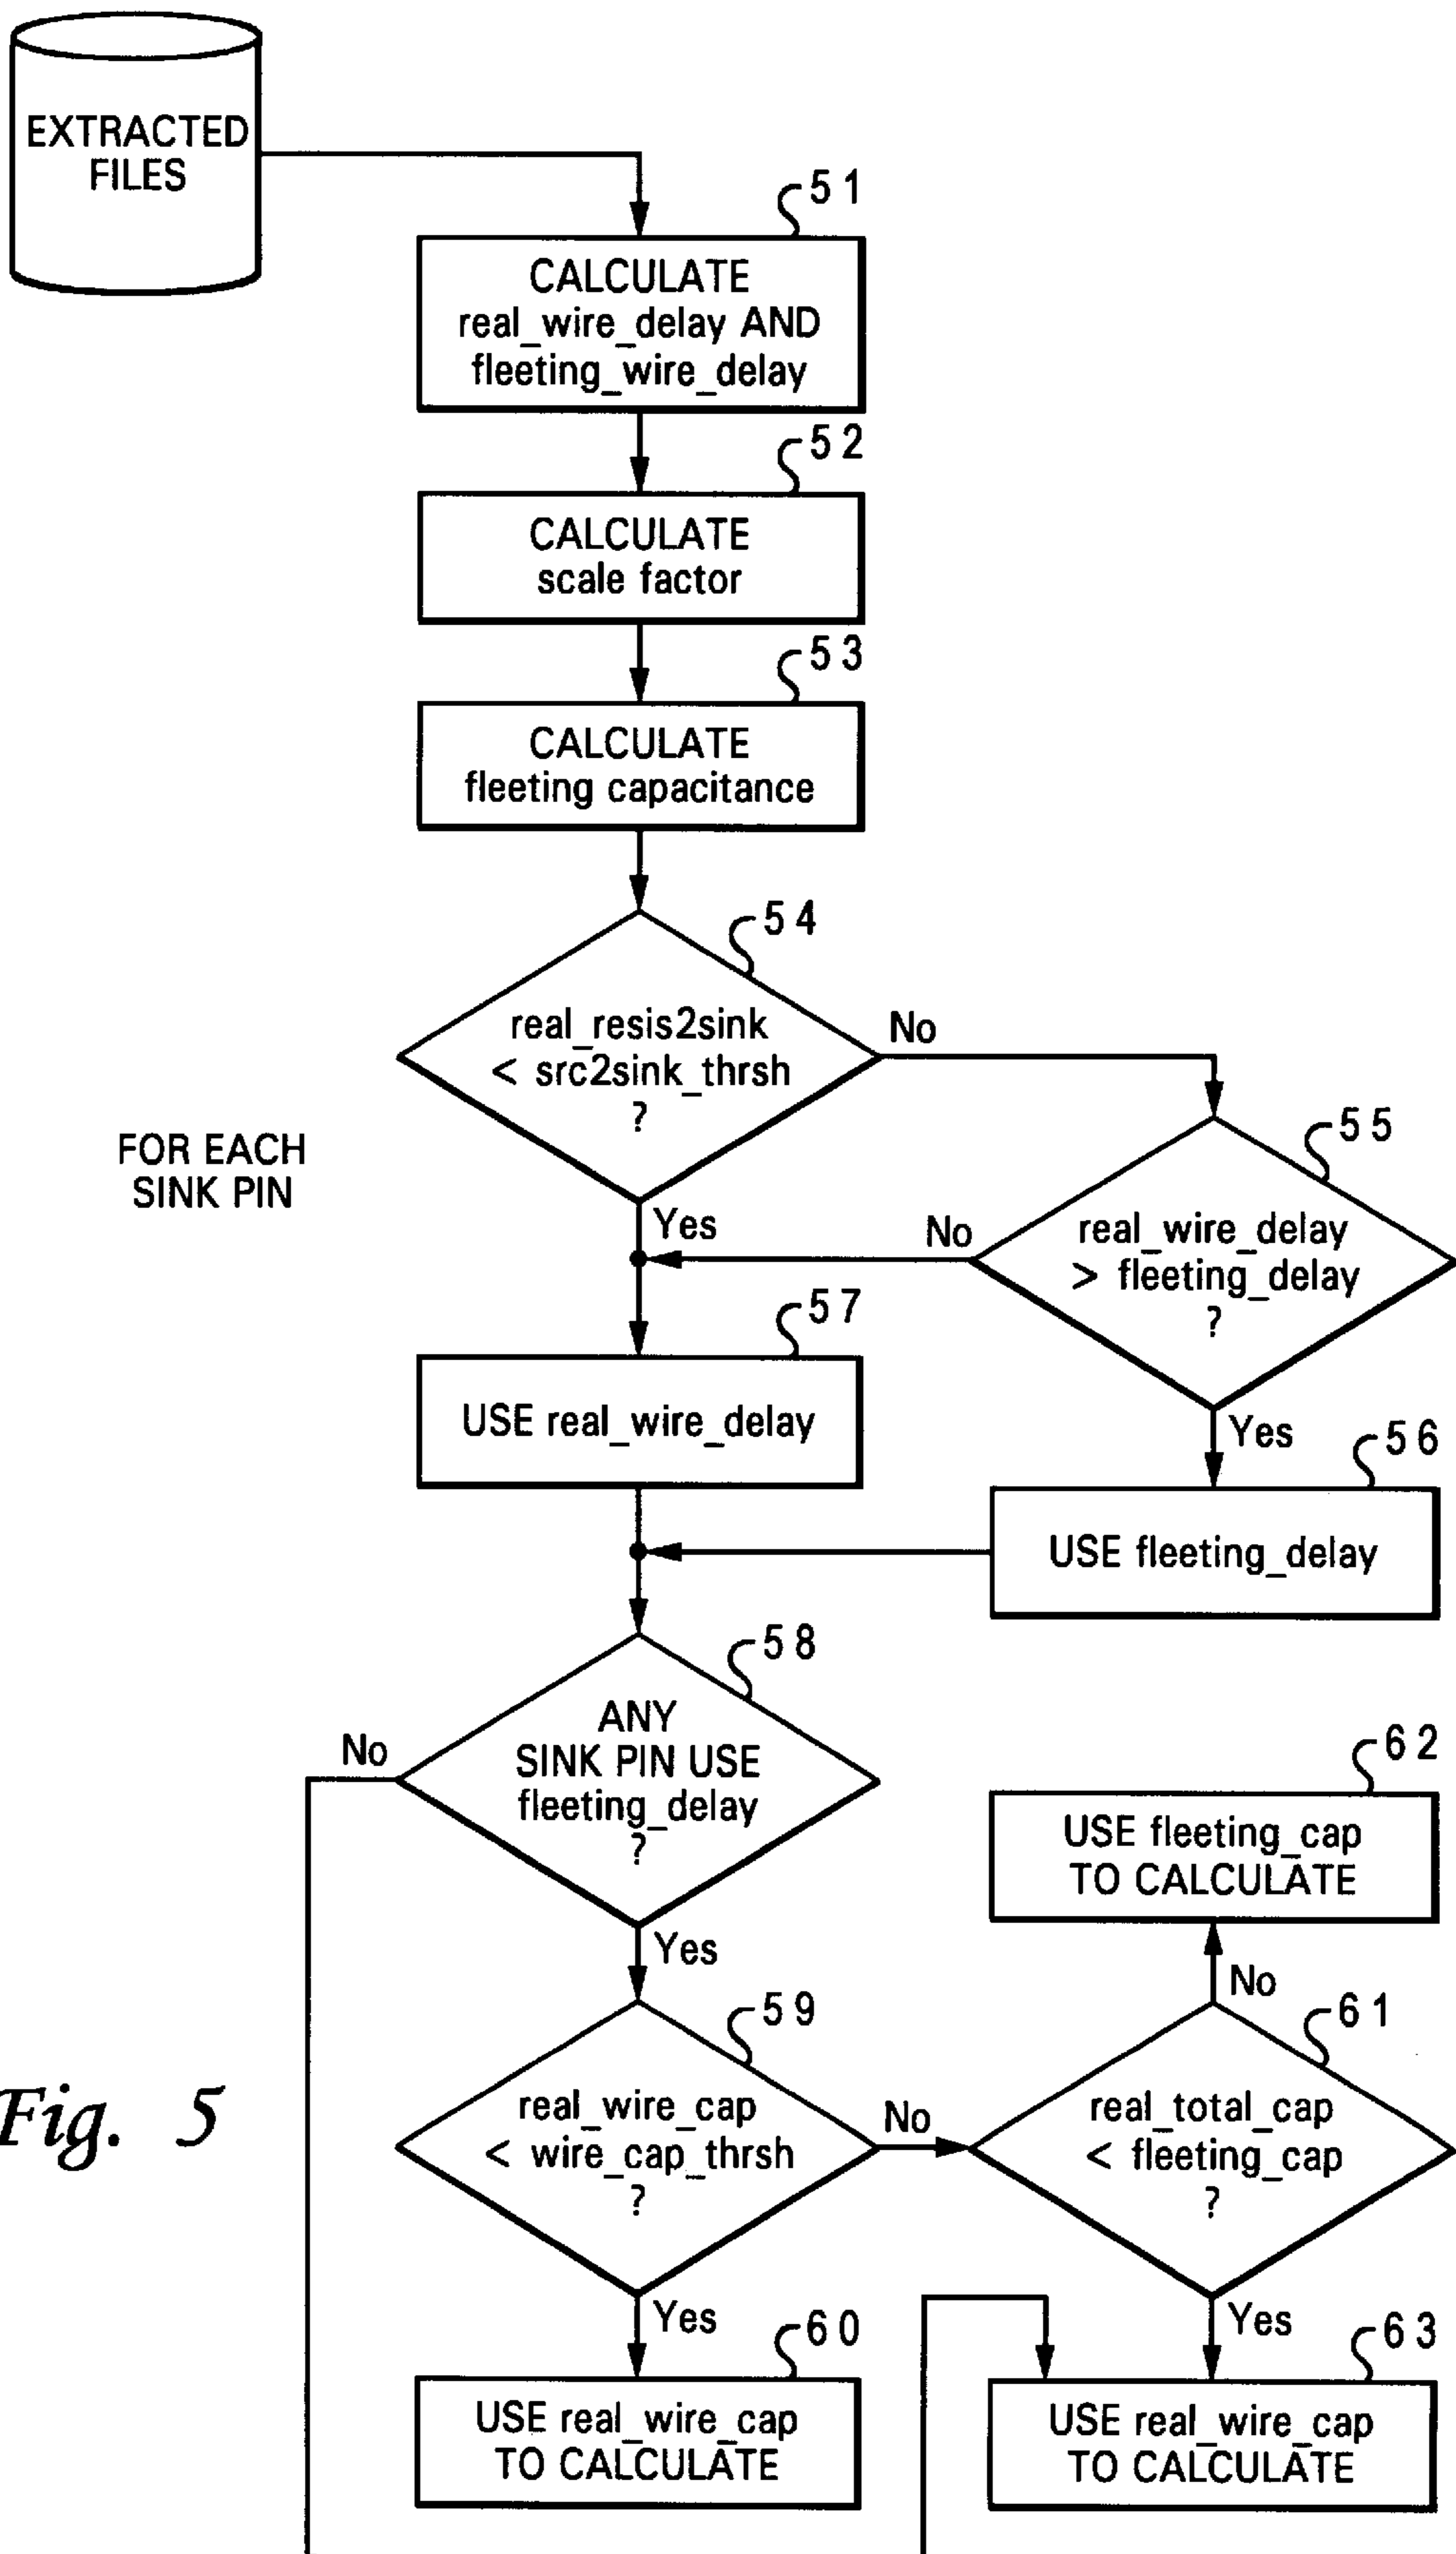 EXTRACTED
FILES
51
CALCULATE
real_wire_delay AND
fleeting_wire_delay
52
CALCULATE
scale factor
53
CALCULATE
fleeting capacitance
54
real_resis2sink
< src2sink_thrsh
?
No
Yes
FOR EACH
SINK PIN
55
real_wire_delay
> fleeting_delay
?
No
Yes
57
USE real_wire_delay
56
USE fleeting_delay
58
ANY
SINK PIN USE
fleeting_delay
?
No
Yes
62
USE fleeting_cap
TO CALCULATE
No
59
real_wire_cap
< wire_cap_thrsh
?
No
Yes
61
real_total_cap
< fleeting_cap
?
Yes
60
USE real_wire_cap
TO CALCULATE
63
USE real_wire_cap
TO CALCULATE
Fig. 5